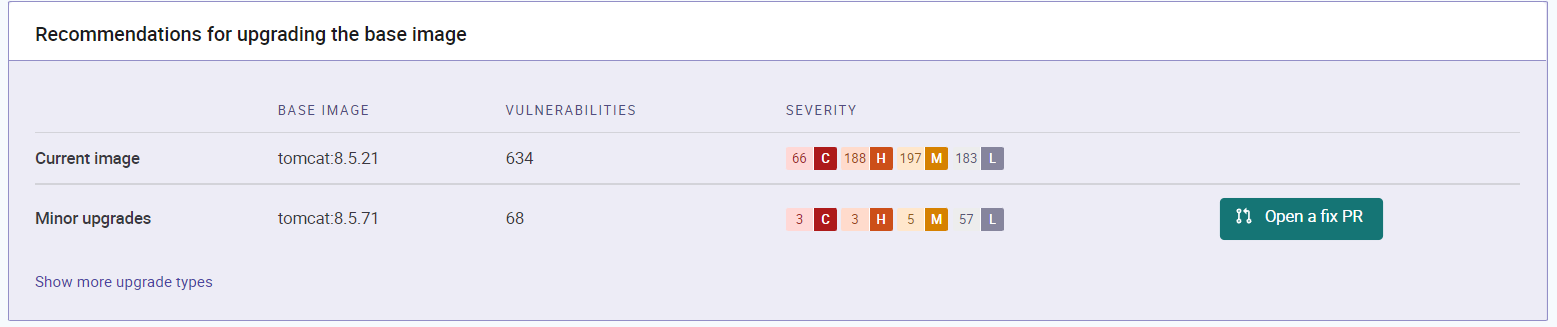 Recommendations for upgrading the base image
BASE IMAGE VULNERABILITIES SEVERITY
Current image tomcat:8.5.21 634 66 C 188 H 197 M 183 L
Minor upgrades tomcat:8.5.71 68 3 C 3 H 5 M 57 L Open a fix PR
Show more upgrade types